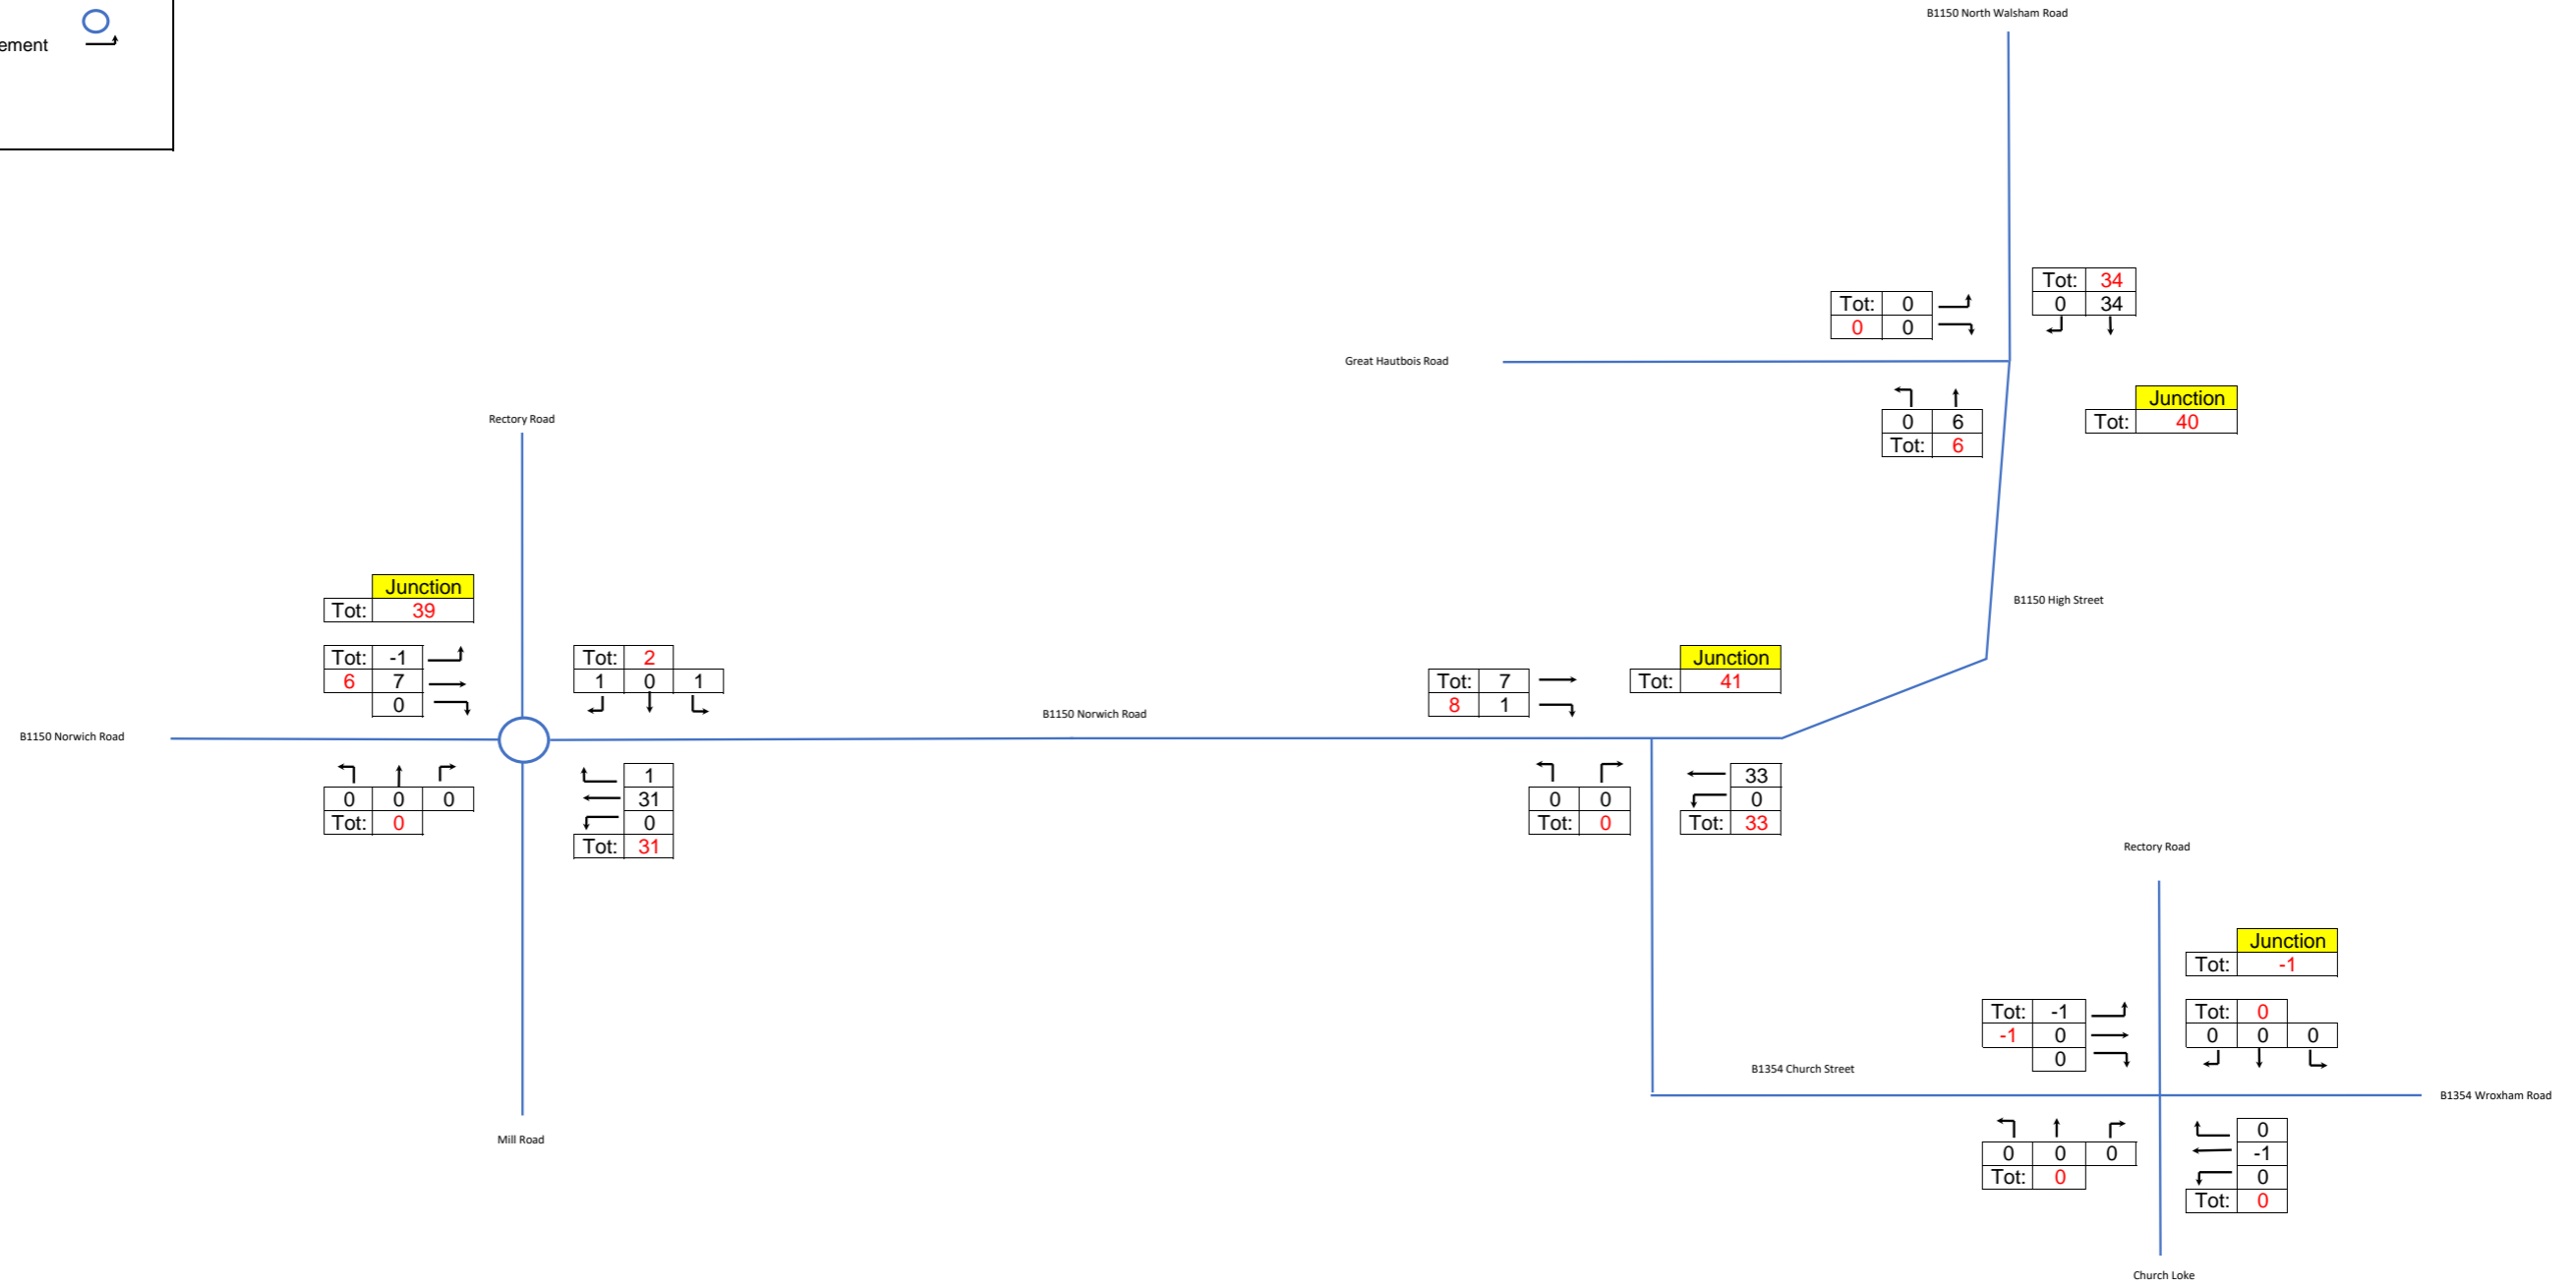 ement
B1150 North Walsham Road
Tot: 34
0 34
Tot: 0
0 0
Great Hautbois Road
Junction
Tot: 40
0 6
Tot: 6
Rectory Road
B1150 High Street
Junction
Tot: 39
Tot: -1
6 7
0
Tot: 2
1 0 1
Tot: 7
8 1
Junction
Tot: 41
B1150 Norwich Road
B1150 Norwich Road
0 0 0
Tot: 0
1
31
0
Tot: 31
0 0
Tot: 0
33
0
Tot: 33
Rectory Road
Junction
Tot: -1
Tot: -1
-1 0
0
Tot: 0
0 0 0
B1354 Church Street
B1354 Wroxham Road
Mill Road
0 0 0
Tot: 0
0
-1
0
Tot: 0
Church Loke